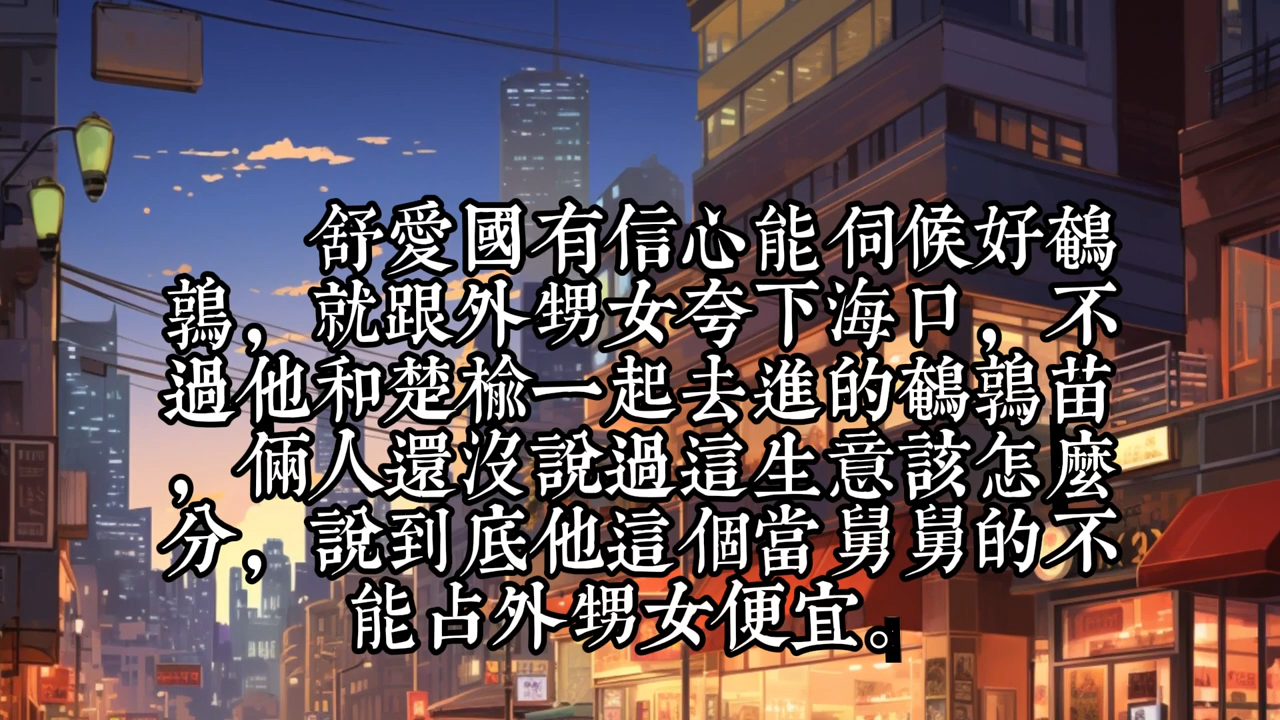 舒愛國有信心能伺候好鵪
鶉，就跟外甥女夸下海口，不
過他和楚榆一起去進的鵪鶉苗
，倆人還沒說過這生意該怎麼
分，說到底他這個當舅舅的不
能占外甥女便宜。